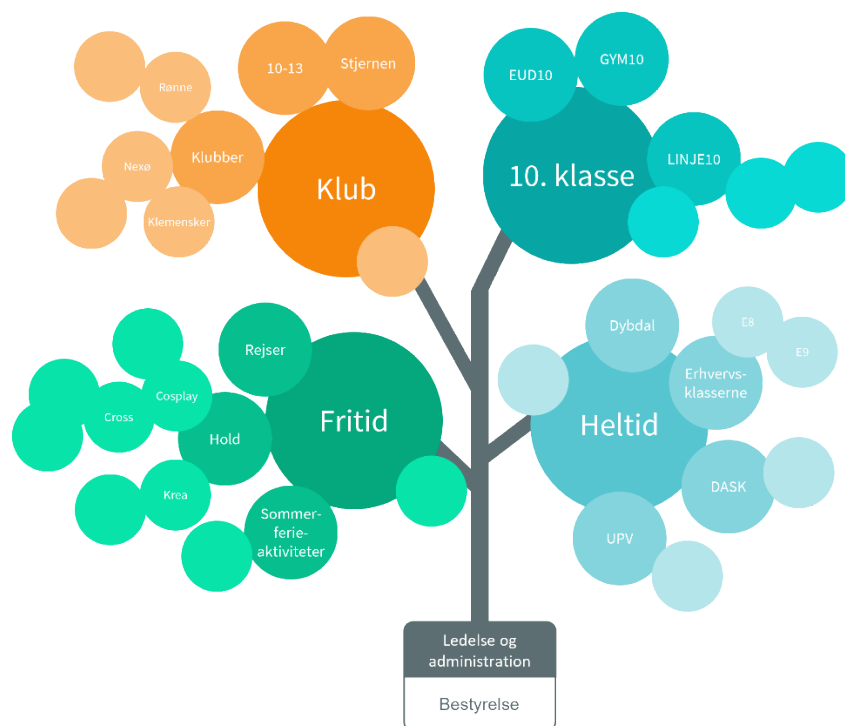 10-13
Stjernen
Rønne
Klubber
Nexø
Klemensker
Klub
EUD10
GYM10
LINJE10
10. klasse
Rejser
Cosplay
Cross
Hold
Krea
Fritid
Sommer-
ferie-
aktiviteter
Dybdal
E8
E9
Erhvervs-
klasserne
Heltid
DASK
UPV
Ledelse og
administration
Bestyrelse